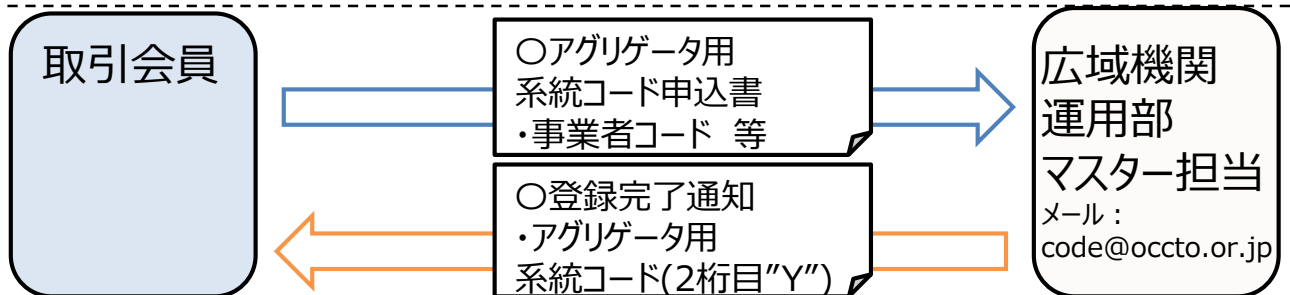 取引会員
〇アグリゲータ用
系統コード申込書
・事業者コード 等
〇登録完了通知
・アグリゲータ用
系統コード(2桁目”Y”)
広域機関
運用部
マスター担当
メール：
code@occto.or.jp